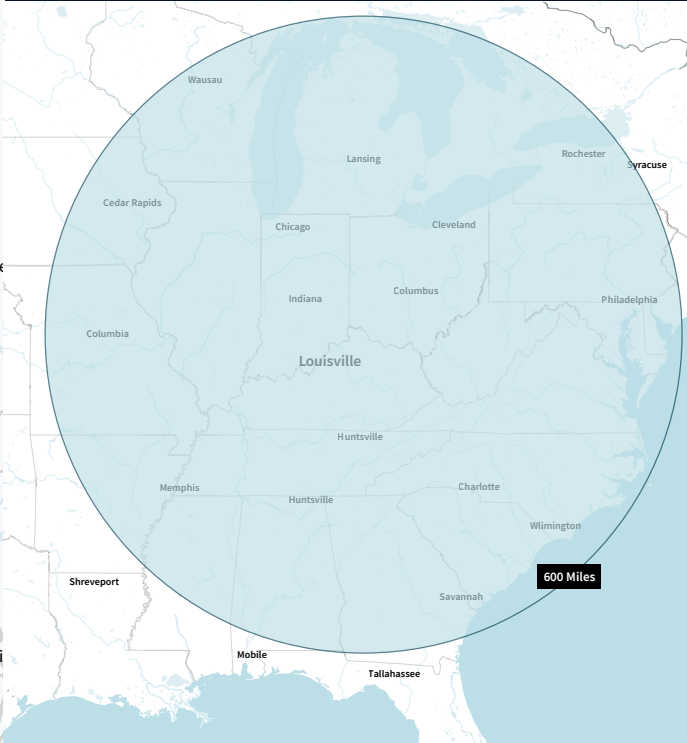 Wausau
Lansing
Rochester
Syracuse
Cedar Rapids
Chicago
Cleveland
Indiana
Columbus
Philadelphia
Columbia
Louisville
Huntsville
Memphis
Huntsville
Charlotte
Wlimington
600 Miles
Shreveport
Savannah
Mobile
Tallahassee